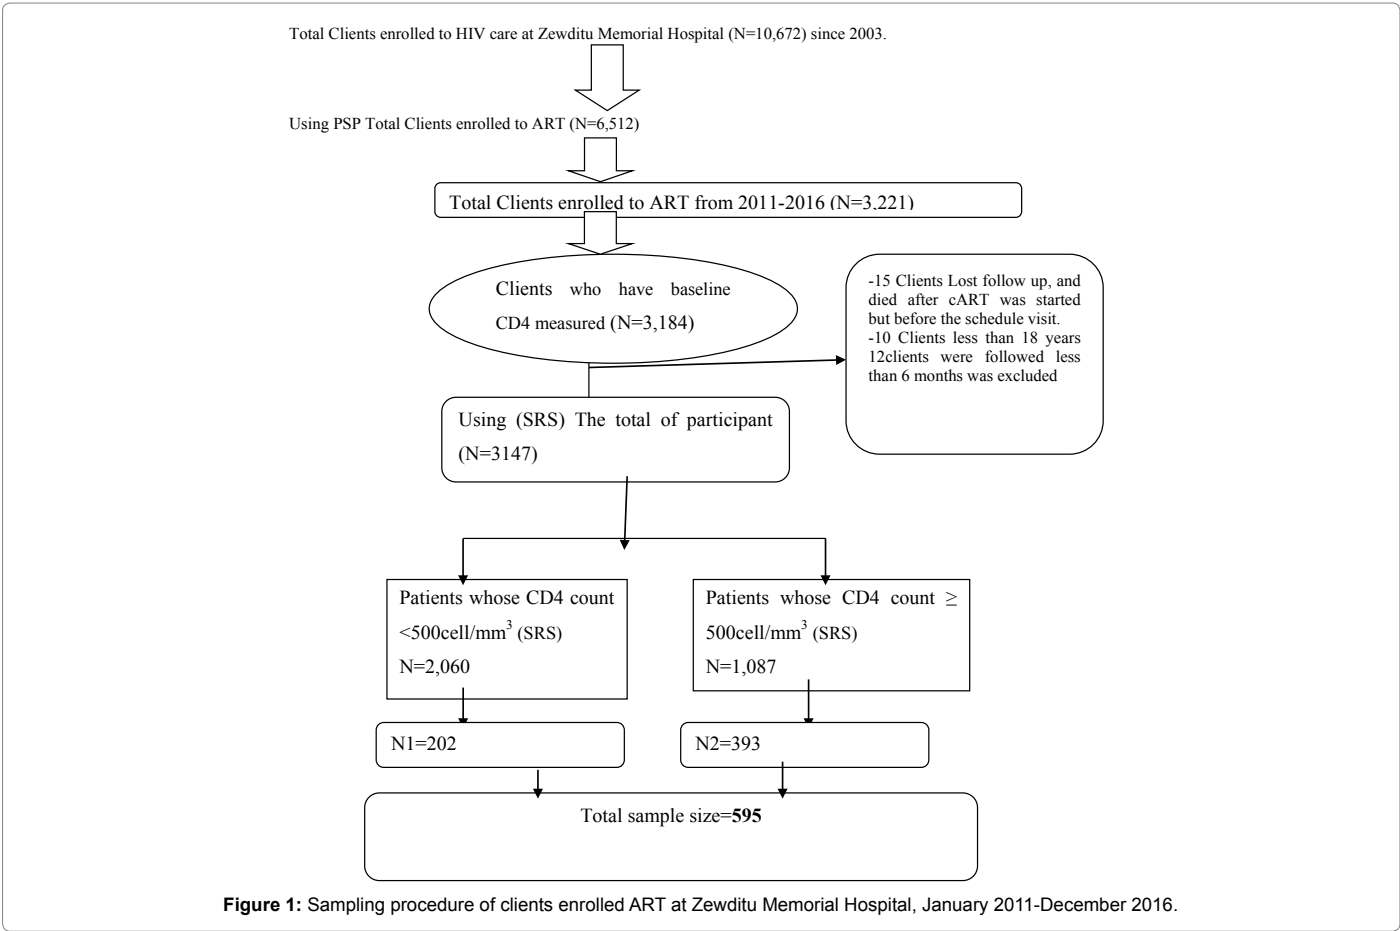 Total Clients enrolled to HIV care at Zewditu Memorial Hospital (N=10,672) since 2003.
Using PSP Total Clients enrolled to ART (N=6,512)
Total Clients enrolled to ART from 2011-2016 (N=3,221)
Clients who have baseline
CD4 measured (N=3,184)
-15 Clients Lost follow up, and
died after cART was started
but before the schedule visit.
-10 Clients less than 18 years
12clients were followed less
than 6 months was excluded
Using (SRS) The total of participant
(N=3147)
Patients whose CD4 count
<500cell/mm³ (SRS)
N=2,060
Patients whose CD4 count ≥
500cell/mm³ (SRS)
N=1,087
N1=202
N2=393
Total sample size=595
Figure 1: Sampling procedure of clients enrolled ART at Zewditu Memorial Hospital, January 2011-December 2016.